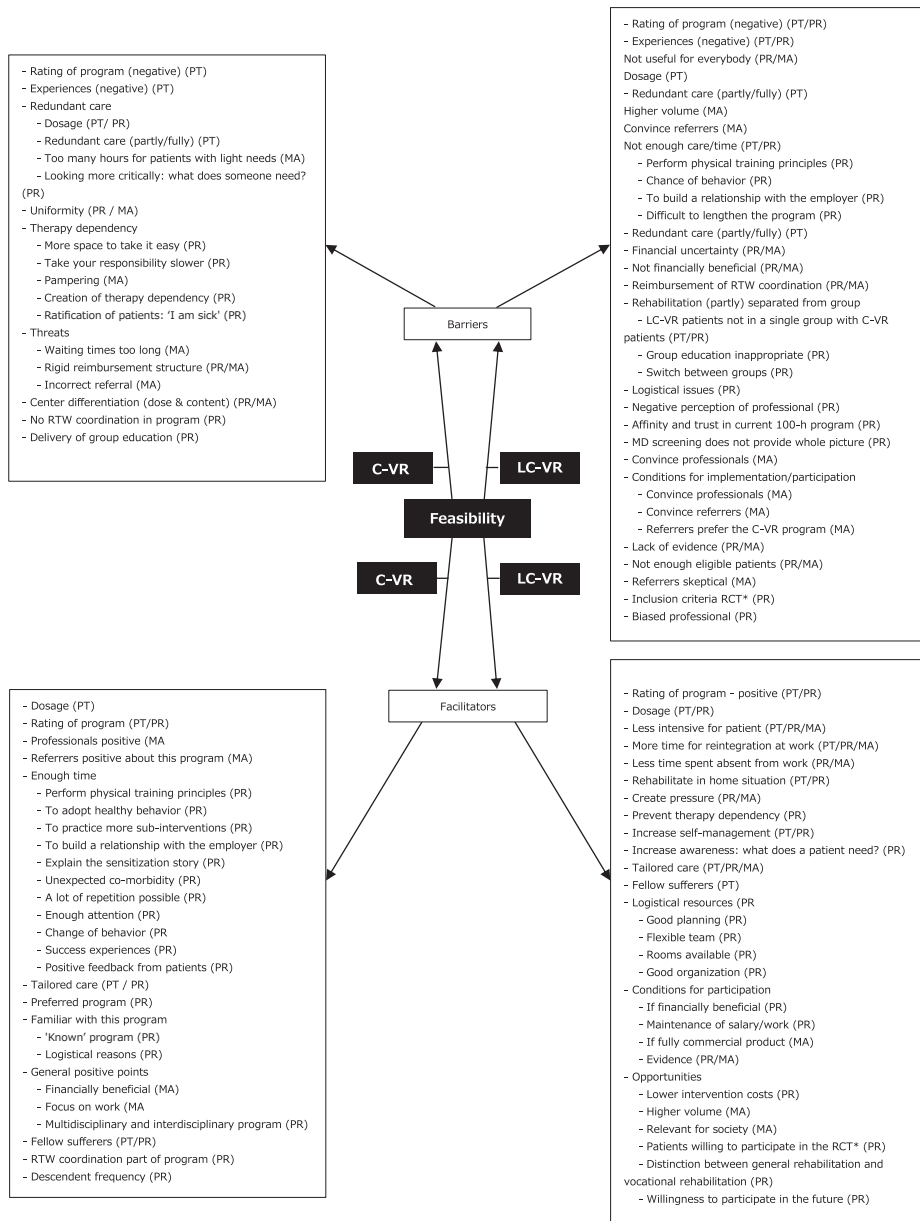 - Rating of program (negative) (PT)
- Experiences (negative) (PT)
- Redundant care
- Dosage (PT/ PR)
- Redundant care (partly/fully) (PT)
- Too many hours for patients with light needs (MA)
- Looking more critically: what does someone need?
(PR)
- Uniformity (PR / MA)
- Therapy dependency
- More space to take it easy (PR)
- Take your responsibility slower (PR)
- Pampering (MA)
- Creation of therapy dependency (PR)
- Ratification of patients: ‘I am sick' (PR)
- Threats
- Waiting times too long (MA)
- Rigid reimbursement structure (PR/MA)
- Incorrect referral (MA)
- Center differentiation (dose & content) (PR/MA)
- No RTW coordination in program (PR)
- Delivery of group education (PR)
- Rating of program (negative) (PT/PR)
- Experiences (negative) (PT/PR)
Not useful for everybody (PR/MA)
Dosage (PT)
- Redundant care (partly/fully) (PT)
Higher volume (MA)
Convince referrers (MA)
Not enough care/time (PT/PR)
- Perform physical training principles (PR)
- Chance of behavior (PR)
- To build a relationship with the employer (PR)
- Difficult to lengthen the program (PR)
- Redundant care (partly/fully) (PT)
- Financial uncertainty (PR/MA)
- Not financially beneficial (PR/MA)
- Reimbursement of RTW coordination (PR/MA)
- Rehabilitation (partly) separated from group
- LC-VR patients not in a single group with C-VR
patients (PT/PR)
- Group education inappropriate (PR)
- Switch between groups (PR)
- Logistical issues (PR)
- Negative perception of professional (PR)
- Affinity and trust in current 100-h program (PR)
- MD screening does not provide whole picture (PR)
- Convince professionals (MA)
- Conditions for implementation/participation
- Convince professionals (MA)
- Convince referrers (MA)
- Referrers prefer the C-VR program (MA)
- Lack of evidence (PR/MA)
- Not enough eligible patients (PR/MA)
- Referrers skeptical (MA)
- Inclusion criteria RCT* (PR)
- Biased professional (PR)
Barriers
C-VR
LC-VR
Feasibility
C-VR
LC-VR
Facilitators
- Dosage (PT)
- Rating of program (PT/PR)
- Professionals positive (MA
- Referrers positive about this program (MA)
- Enough time
- Perform physical training principles (PR)
- To adopt healthy behavior (PR)
- To practice more sub-interventions (PR)
- To build a relationship with the employer (PR)
- Explain the sensitization story (PR)
- Unexpected co-morbidity (PR)
- A lot of repetition possible (PR)
- Enough attention (PR)
- Change of behavior (PR
- Success experiences (PR)
- Positive feedback from patients (PR)
- Tailored care (PT / PR)
- Preferred program (PR)
- Familiar with this program
- 'Known’ program (PR)
- Logistical reasons (PR)
- General positive points
- Financially beneficial (MA)
- Focus on work (MA
- Multidisciplinary and interdisciplinary program (PR)
- Fellow sufferers (PT/PR)
- RTW coordination part of program (PR)
- Descendent frequency (PR)
- Rating of program - positive (PT/PR)
- Dosage (PT/PR)
- Less intensive for patient (PT/PR/MA)
- More time for reintegration at work (PT/PR/MA)
- Less time spent absent from work (PR/MA)
- Rehabilitate in home situation (PT/PR)
- Create pressure (PR/MA)
- Prevent therapy dependency (PR)
- Increase self-management (PT/PR)
- Increase awareness: what does a patient need? (PR)
- Tailored care (PT/PR/MA)
- Fellow sufferers (PT)
- Logistical resources (PR
- Good planning (PR)
- Flexible team (PR)
- Rooms available (PR)
- Good organization (PR)
- Conditions for participation
- If financially beneficial (PR)
- Maintenance of salary/work (PR)
- If fully commercial product (MA)
- Evidence (PR/MA)
- Opportunities
- Lower intervention costs (PR)
- Higher volume (MA)
- Relevant for society (MA)
- Patients willing to participate in the RCT* (PR)
- Distinction between general rehabilitation and
vocational rehabilitation (PR)
- Willingness to participate in the future (PR)